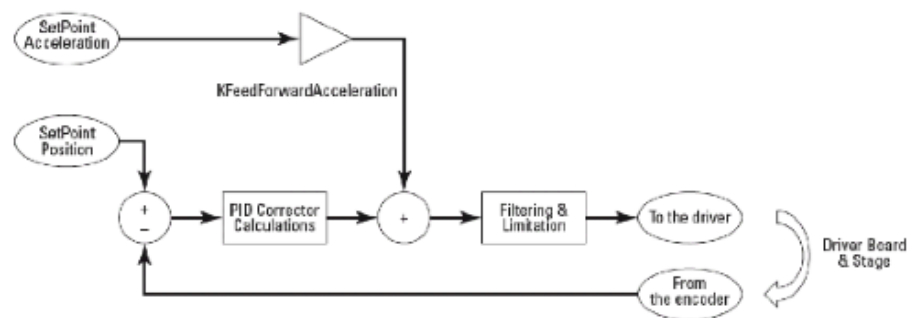 SetPoint
Acceleration
KFeedForwardAcceleration
SetPoint
Position
+
−
PID Corrector
Calculations
+
Filtering &
Limitation
To the driver
Driver Board
& Stage
From
the encoder